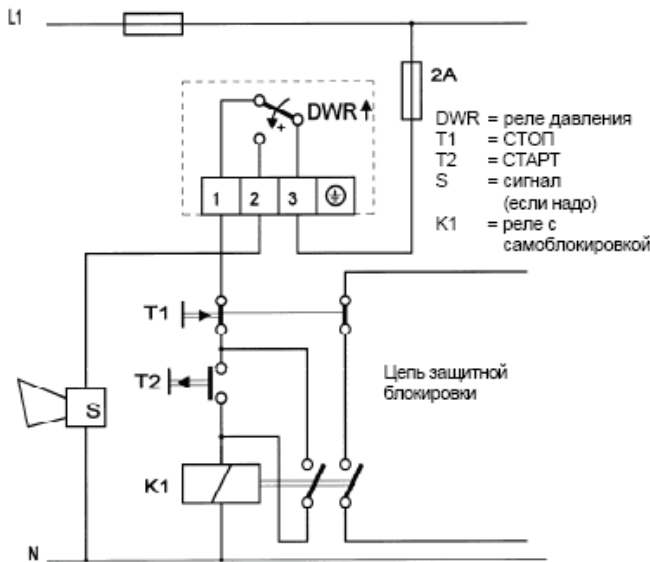 L1
2A
DWR ↑
+
DWR = реле давления
T1 = СТОП
T2 = СТАРТ
S = сигнал
(если надо)
K1 = реле с
самоблокировкой
1 2 3
T1
T2
Цепь защитной
блокировки
S
K1
N